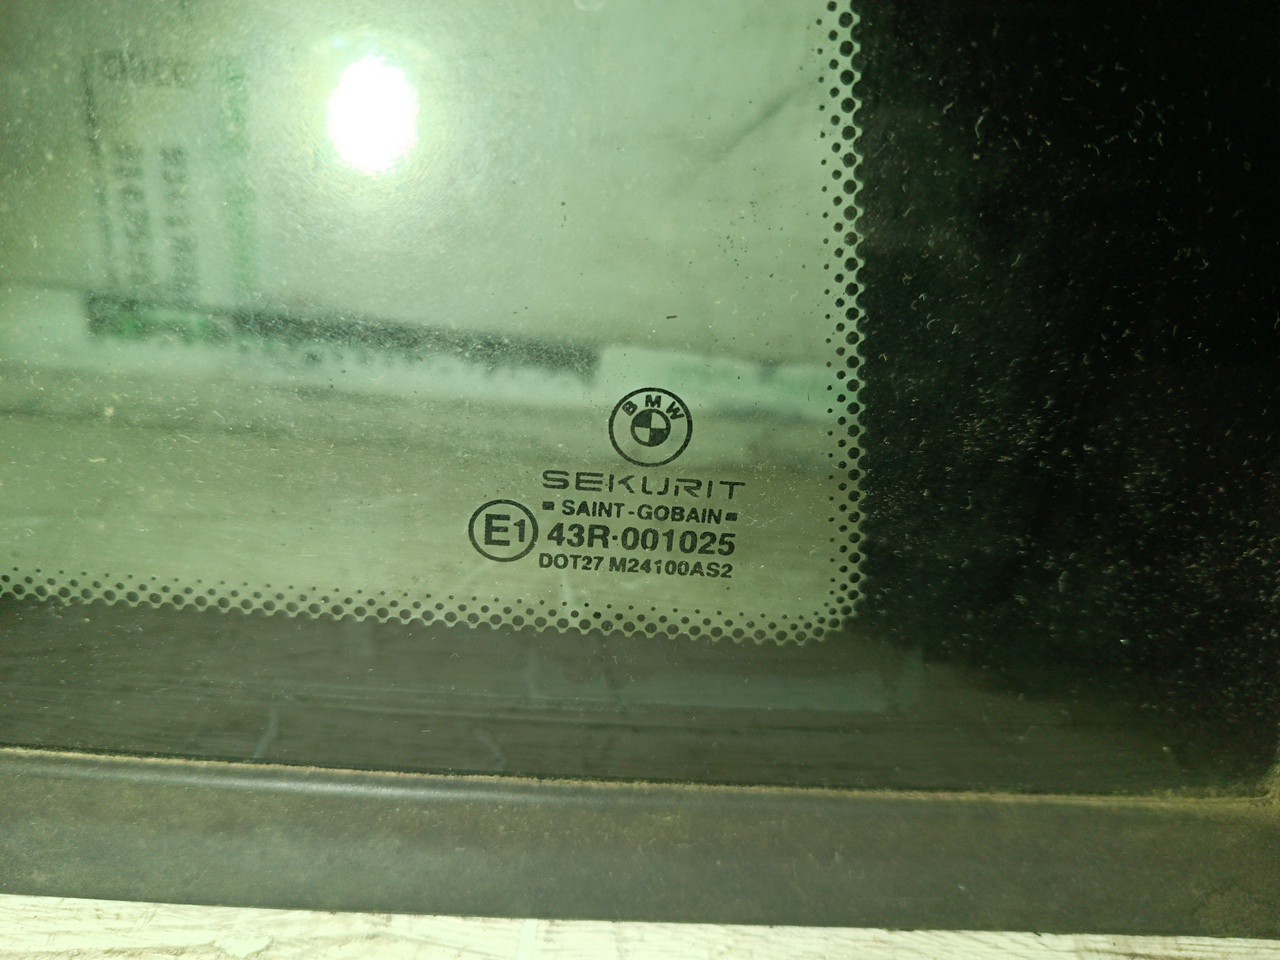 BMW
SEKURIT
SAINT-GOBAIN
E1
43R·001025
DOT27 M24100AS2